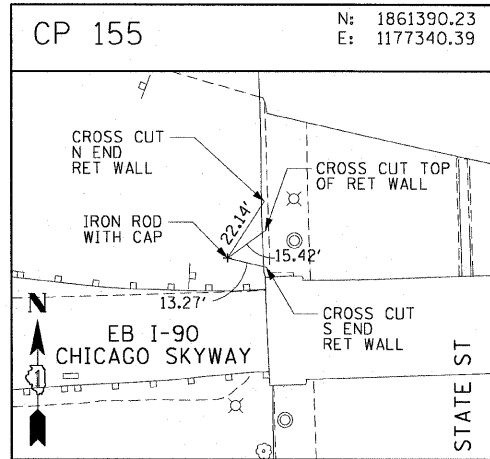 CP 155
N: 1861390.23
E: 1177340.39
CROSS CUT
N END
RET WALL
CROSS CUT TOP
OF RET WALL
IRON ROD
WITH CAP
22.14'
15.42'
13.27'
CROSS CUT
S END
RET WALL
N
1
EB I-90
CHICAGO SKYWAY
STATE ST